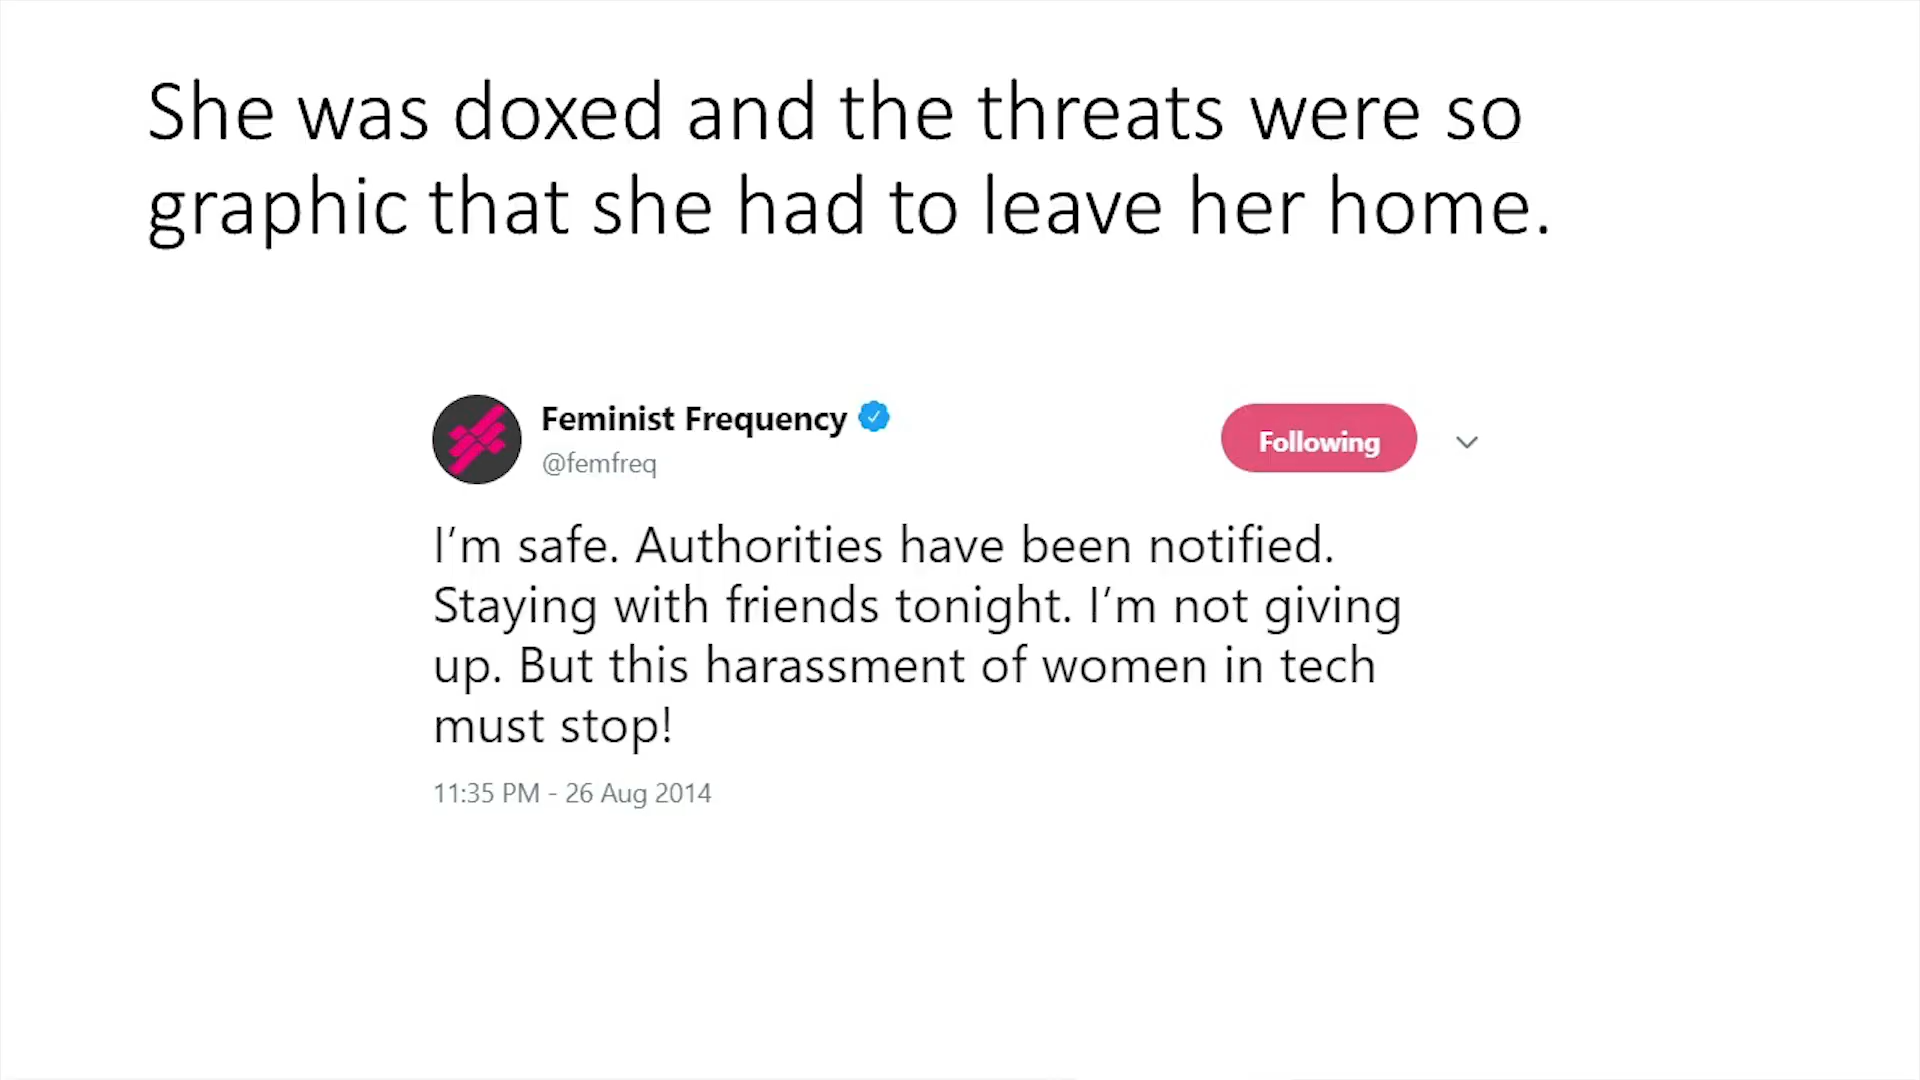 She was doxed and the threats were so
graphic that she had to leave her home.
Feminist Frequency
@femfreq
Following
I'm safe. Authorities have been notified.
Staying with friends tonight. I'm not giving
up. But this harassment of women in tech
must stop!
11:35 PM - 26 Aug 2014